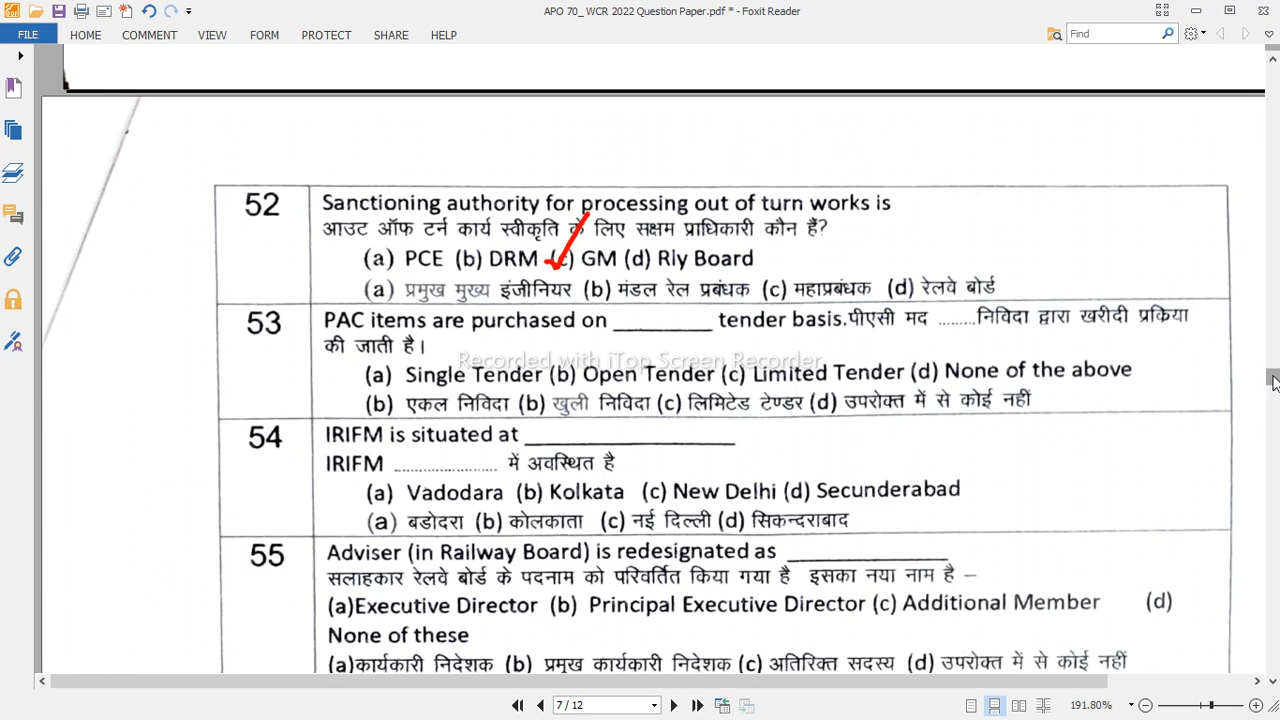 APO 70_ WCR 2022 Question Paper.pdf * - Foxit Reader
FILE HOME COMMENT VIEW FORM PROTECT SHARE HELP
Find
52
Sanctioning authority for processing out of turn works is
आउट ऑफ टर्न कार्य स्वीकृति के लिए सक्षम प्राधिकारी कौन हैं?
(a) PCE (b) DRM (c) GM (d) Rly Board
(a) प्रमुख मुख्य इंजीनियर (b) मंडल रेल प्रबंधक (c) महाप्रबंधक (d) रेलवे बोर्ड
53
PAC items are purchased on _________ tender basis.पीएसी मद .........निविदा द्वारा खरीदी प्रक्रिया
की जाती है।
Recorded with iTop Screen Recorder
(a) Single Tender (b) Open Tender (c) Limited Tender (d) None of the above
(b) एकल निविदा (b) खुली निविदा (c) लिमिटेड टेण्डर (d) उपरोक्त में से कोई नहीं
54
IRIFM is situated at ___________________
IRIFM ....................... में अवस्थित है
(a) Vadodara (b) Kolkata (c) New Delhi (d) Secunderabad
(a) बडोदरा (b) कोलकाता (c) नई दिल्ली (d) सिकन्दराबाद
55
Adviser (in Railway Board) is redesignated as ______________
सलाहकार रेलवे बोर्ड के पदनाम को परिवर्तित किया गया है इसका नया नाम है –
(a)Executive Director (b) Principal Executive Director (c) Additional Member (d)
None of these
(a)कार्यकारी निदेशक (b) प्रमुख कार्यकारी निदेशक (c) अतिरिक्त सदस्य (d) उपरोक्त में से कोई नहीं
7 / 12
191.80%